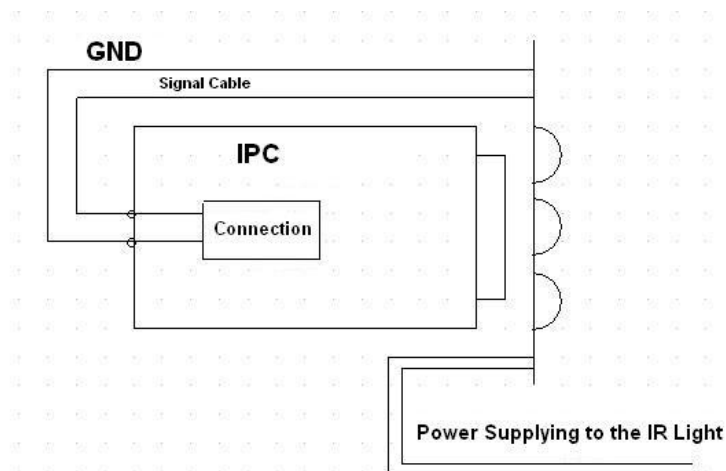 GND
Signal Cable
IPC
Connection
Power Supplying to the IR Light